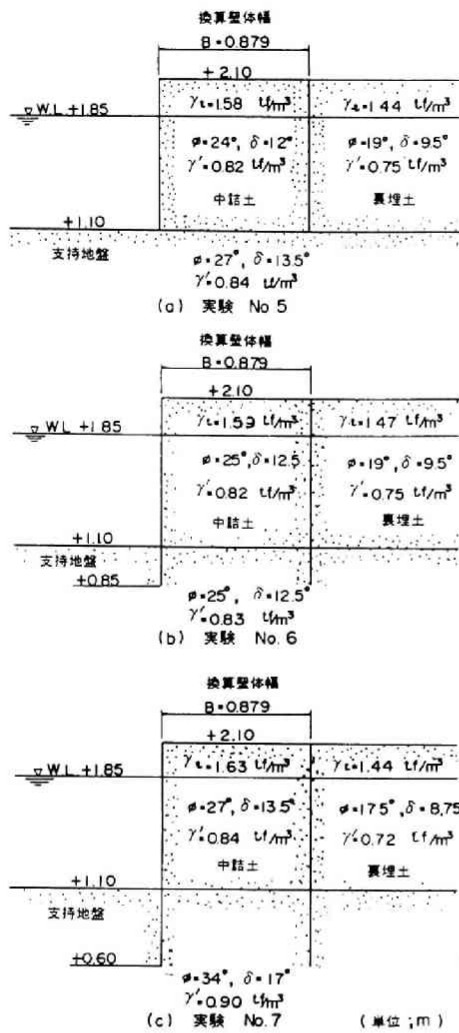 換算壁体幅
B=0.879
+2.10
γt=1.58 tf/m³
γt=1.44 tf/m³
W.L. +1.85
φ=24°, δ=12°
φ=19°, δ=9.5°
γ'=0.82 tf/m³
γ'=0.75 tf/m³
中詰土
裏埋土
+1.10
支持地盤
φ=27°, δ=13.5°
γ'=0.84 tf/m³
(a) 実験 No 5
換算壁体幅
B=0.879
+2.10
γt=1.59 tf/m³
γt=1.47 tf/m³
W.L. +1.85
φ=25°, δ=12.5
φ=19°, δ=9.5°
γ'=0.82 tf/m³
γ'=0.75 tf/m³
中詰土
裏埋土
+1.10
支持地盤
+0.85
φ=25°, δ=12.5°
γ'=0.83 tf/m³
(b) 実験 No. 6
換算壁体幅
B=0.879
+2.10
γt=1.63 tf/m³
γt=1.44 tf/m³
W.L. +1.85
φ=27°, δ=13.5°
φ=17.5°, δ=8.75
γ'=0.84 tf/m³
γ'=0.72 tf/m³
中詰土
裏埋土
+1.10
支持地盤
+0.60
φ=34°, δ=17°
γ'=0.90 tf/m³
(c) 実験 No.7
(単位;m)